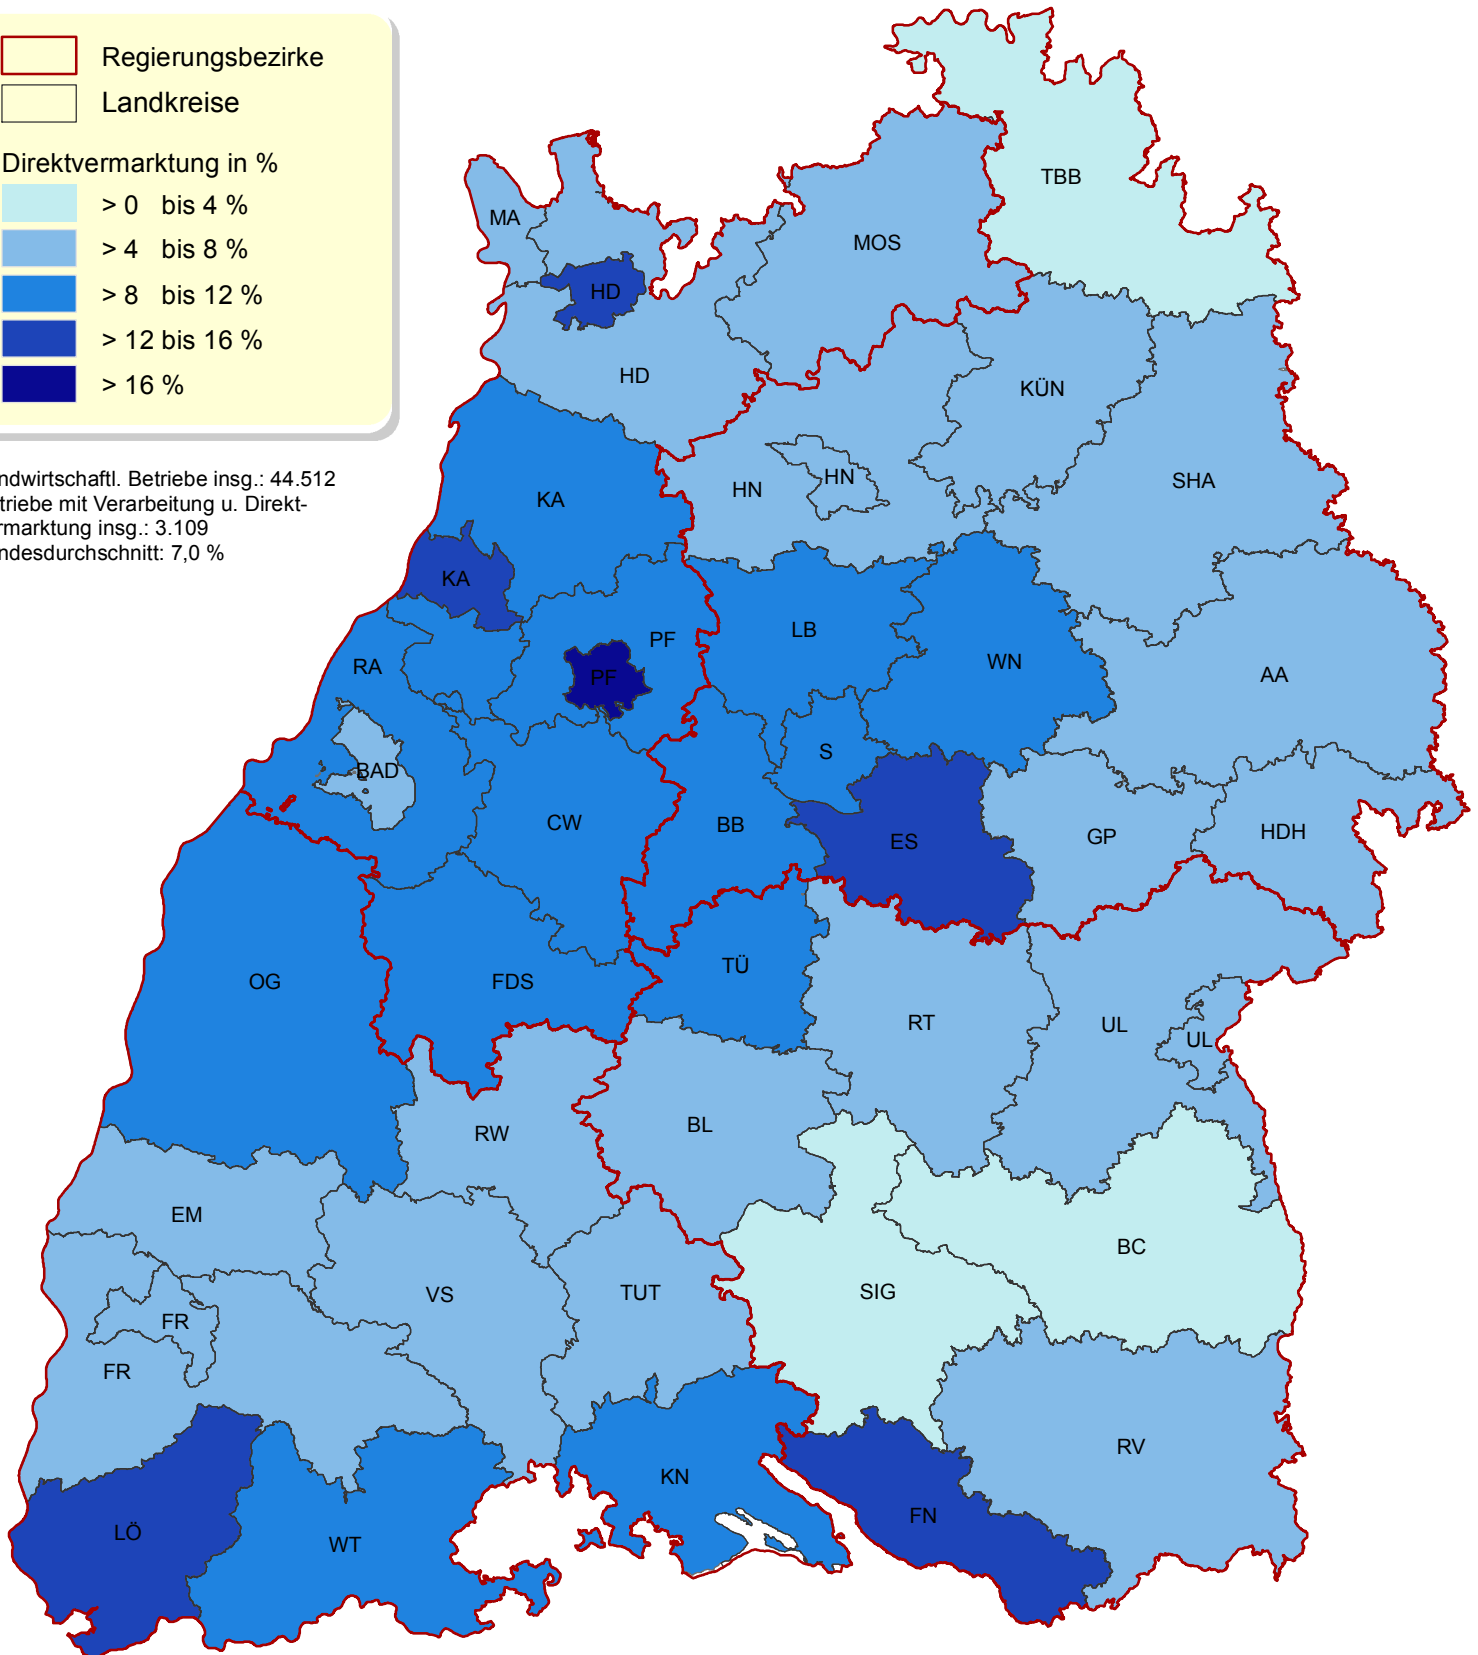 Regierungsbezirke
Landkreise
Direktvermarktung in %
> 0 bis 4 %
> 4 bis 8 %
> 8 bis 12 %
> 12 bis 16 %
> 16 %
ndwirtschaftl. Betriebe insg.: 44.512
triebe mit Verarbeitung u. Direkt-
rmarktung insg.: 3.109
ndesdurchschnitt: 7,0 %
TBB
MA
MOS
HD
HD
KÜN
HN
HN
SHA
KA
KA
LB
PF
WN
RA
PF
AA
S
BAD
CW
BB
ES
GP
HDH
OG
FDS
TÜ
RT
UL
UL
BL
RW
EM
BC
VS
TUT
SIG
FR
FR
RV
KN
FN
LÖ
WT